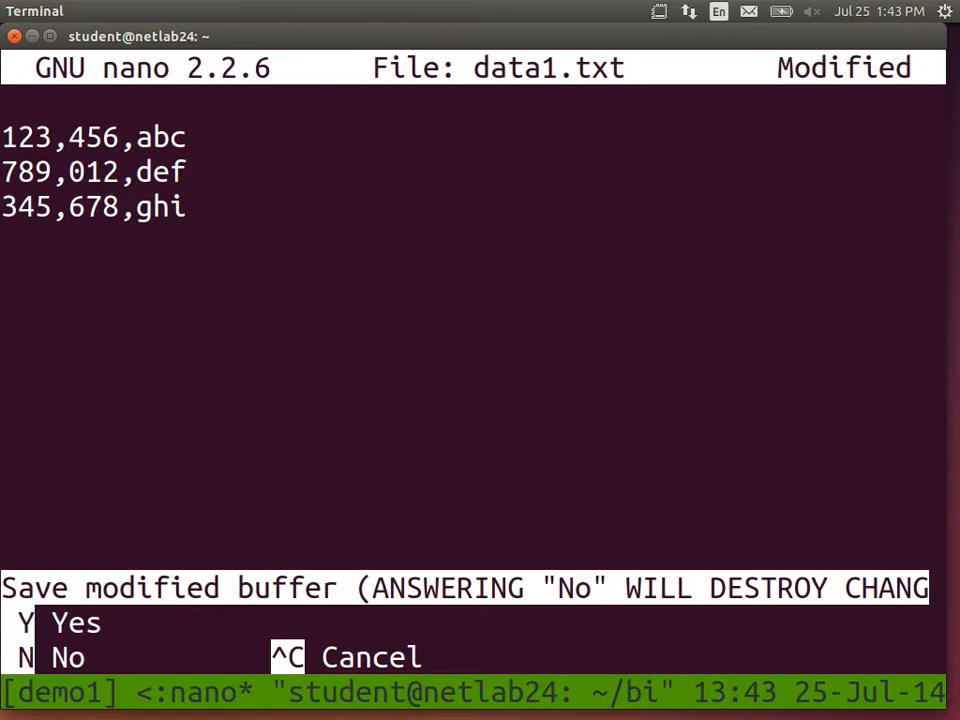 Terminal
En
Jul 25 1:43 PM
student@netlab24: ~
GNU nano 2.2.6 File: data1.txt Modified
123,456,abc
789,012,def
345,678,ghi
Save modified buffer (ANSWERING "No" WILL DESTROY CHANG
Y Yes
N No ^C Cancel
[demo1] <:nano* "student@netlab24: ~/bi" 13:43 25-Jul-14